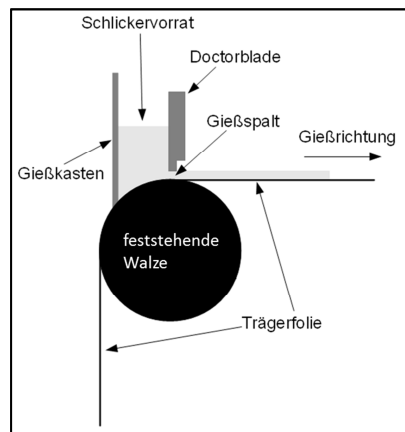 Schlickervorrat
Doctorblade
Gießspalt
Gießrichtung
Gießkasten
feststehende
Walze
Trägerfolie